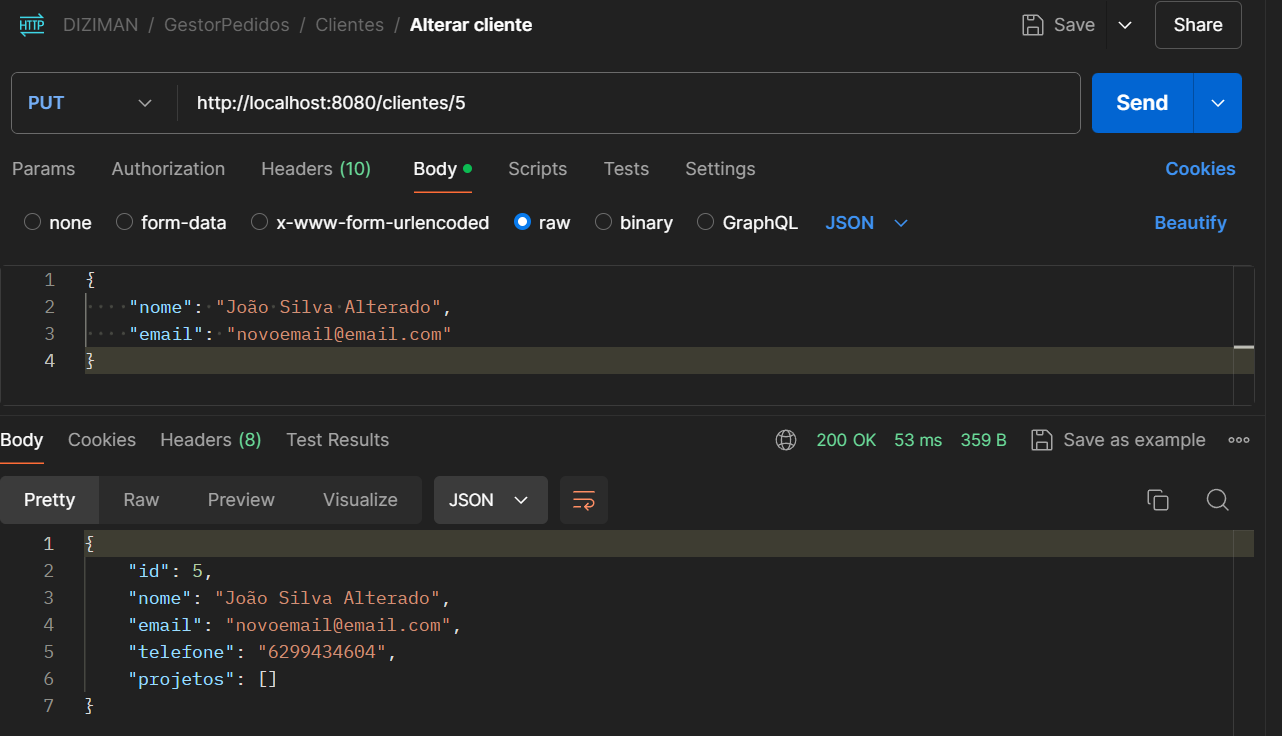 HTTP DIZIMAN / GestorPedidos / Clientes / Alterar cliente Save Share
PUT http://localhost:8080/clientes/5 Send
Params Authorization Headers (10) Body Scripts Tests Settings Cookies
none form-data x-www-form-urlencoded raw binary GraphQL JSON Beautify
1 {
2 ····"nome":·"João·Silva·Alterado",
3 ····"email":·"novoemail@email.com"
4 }
Body Cookies Headers (8) Test Results 200 OK 53 ms 359 B Save as example
Pretty Raw Preview Visualize JSON
1 {
2     "id": 5,
3     "nome": "João Silva Alterado",
4     "email": "novoemail@email.com",
5     "telefone": "6299434604",
6     "projetos": []
7 }